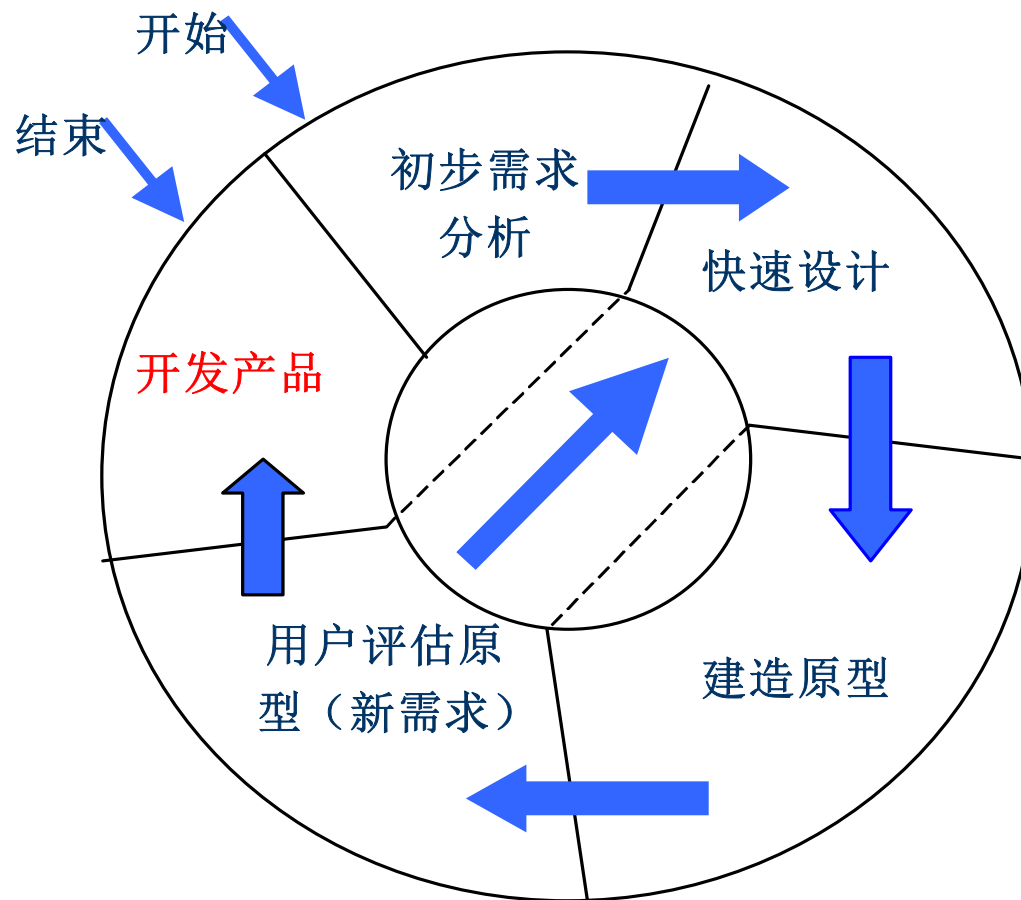 开始
结束
初步需求
分析
快速设计
开发产品
用户评估原
型（新需求）
建造原型